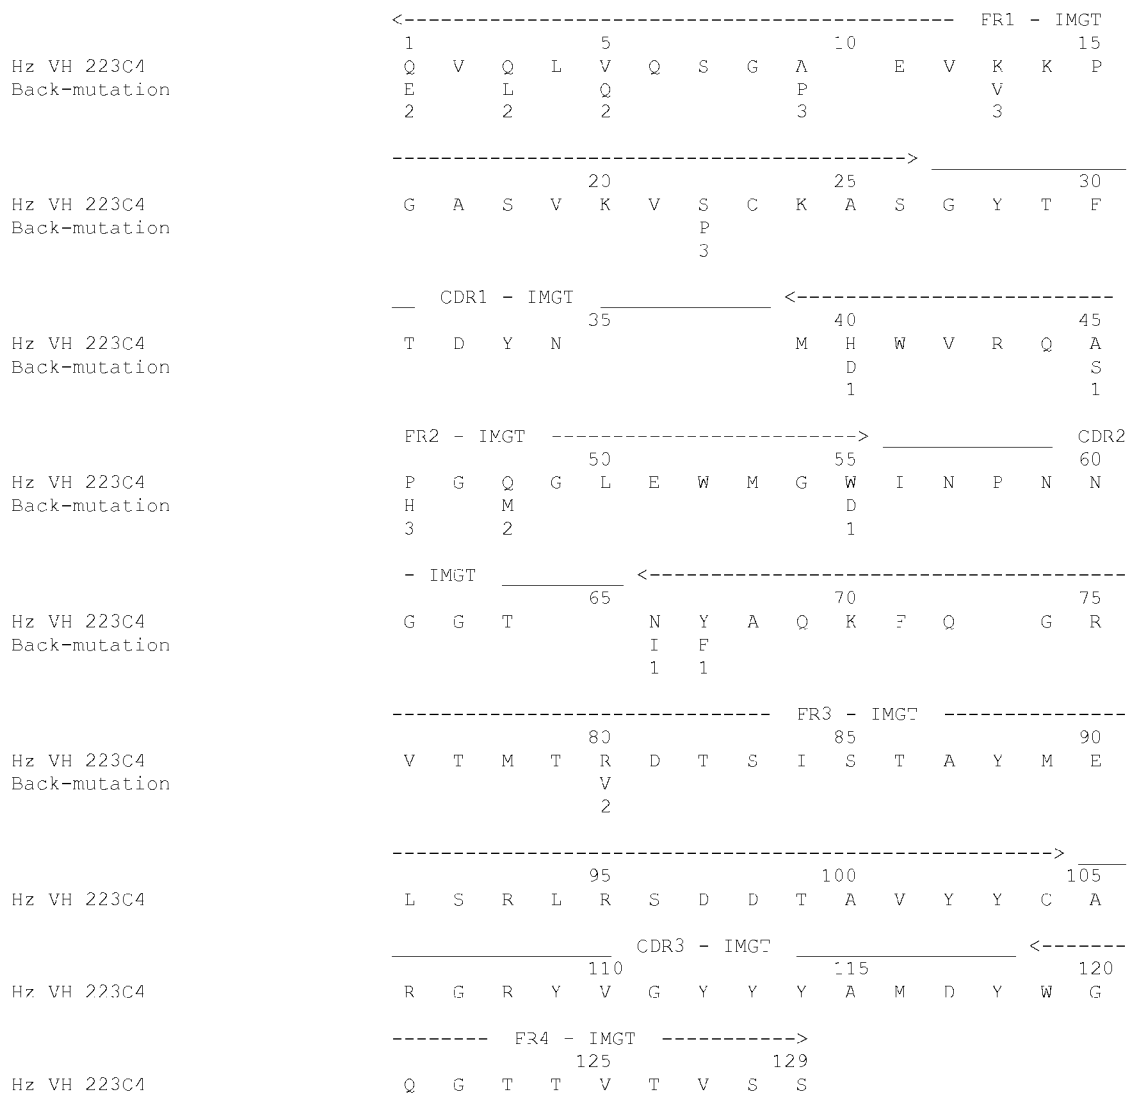 <---------------------------------------------- FR1 - IMGT
1 5 10 15
Hz VH 223C4 Q V Q L V Q S G A E V K K P
Back-mutation E L Q P V
2 2 2 3 3
------------------------------------------->
20 25 30
Hz VH 223C4 G A S V K V S C K A S G Y T F
Back-mutation P
3
__ CDR1 - IMGT ______________ <---------------------------
35 40 45
Hz VH 223C4 T D Y N M H W V R Q A
Back-mutation D S
1 1
FR2 - IMGT -------------------------> ______________ CDR2
50 55 60
Hz VH 223C4 P G Q G L E W M G W I N P N N
Back-mutation H M D
3 2 1
- IMGT __________ <---------------------------------------
65 70 75
Hz VH 223C4 G G T N Y A Q K F Q G R
Back-mutation I F
1 1
------------------------------- FR3 - IMGT ---------------
80 85 90
Hz VH 223C4 V T M T R D T S I S T A Y M E
Back-mutation V
2
------------------------------------------------------> ____
95 100 105
Hz VH 223C4 L S R L R S D D T A V Y Y C A
__________________ CDR3 - IMGT __________________ <-------
110 115 120
Hz VH 223C4 R G R Y V G Y Y Y A M D Y W G
-------- FR4 - IMGT ----------->
125 129
Hz VH 223C4 Q G T T V T V S S